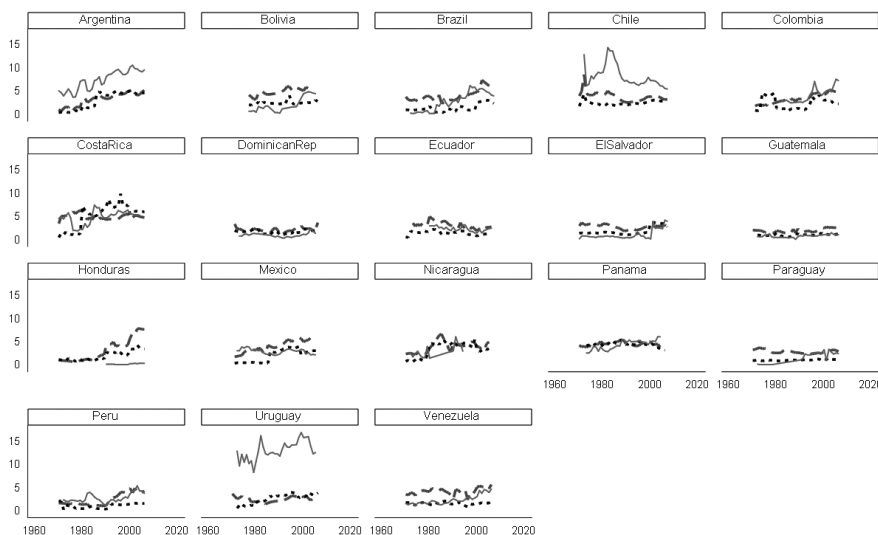 Argentina Bolivia Brazil Chile Colombia
15
10
5
0
CostaRica DominicanRep Ecuador ElSalvador Guatemala
15
10
5
0
Honduras Mexico Nicaragua Panama Paraguay
15
10
5
0
1960 1980 2000 2020 1960 1980 2000 2020
Peru Uruguay Venezuela
15
10
5
0
1960 1980 2000 2020 1960 1980 2000 2020 1960 1980 2000 2020